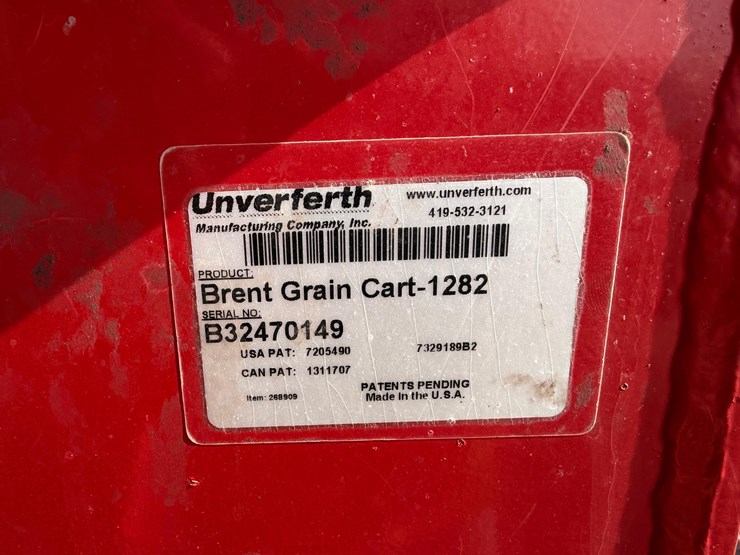 Unverferth www.unverferth.com
Manufacturing Company, Inc. 419-532-3121
PRODUCT:
Brent Grain Cart-1282
SERIAL NO:
B32470149
USA PAT: 7205490 7329189B2
CAN PAT: 1311707
PATENTS PENDING
Item: 268909 Made in the U.S.A.